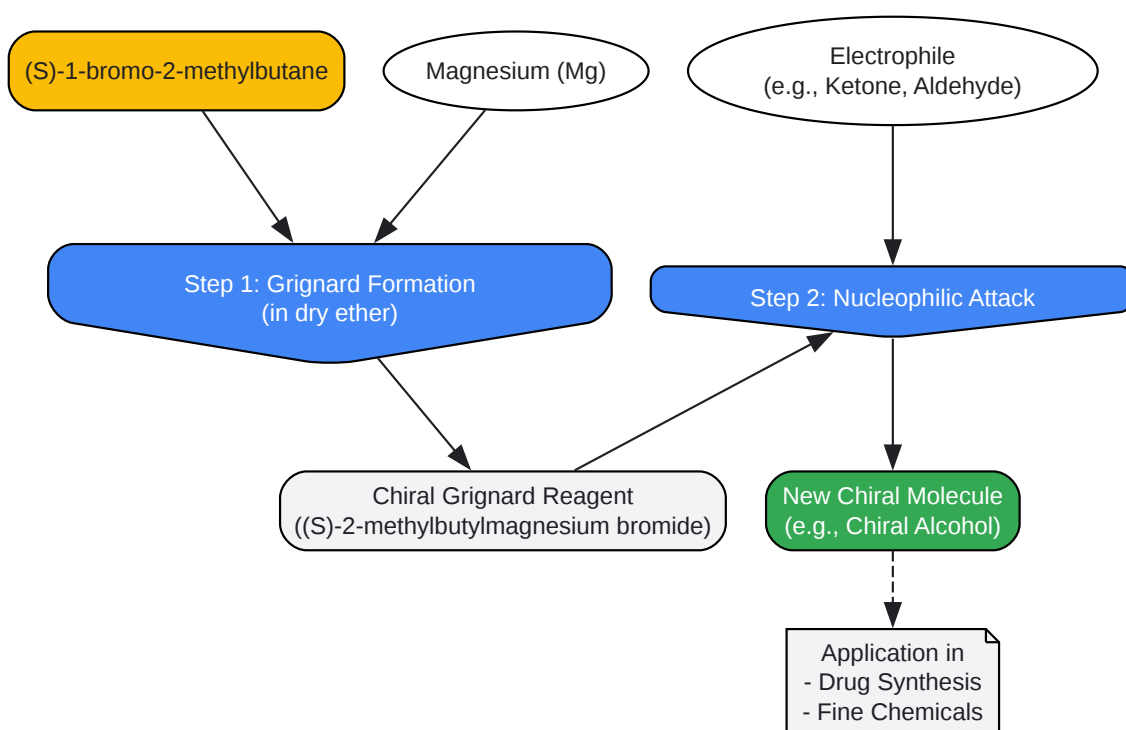 (S)-1-bromo-2-methylbutane
Magnesium (Mg)
Electrophile
(e.g., Ketone, Aldehyde)
Step 1: Grignard Formation
(in dry ether)
Step 2: Nucleophilic Attack
Chiral Grignard Reagent
((S)-2-methylbutylmagnesium bromide)
New Chiral Molecule
(e.g., Chiral Alcohol)
Application in
- Drug Synthesis
- Fine Chemicals